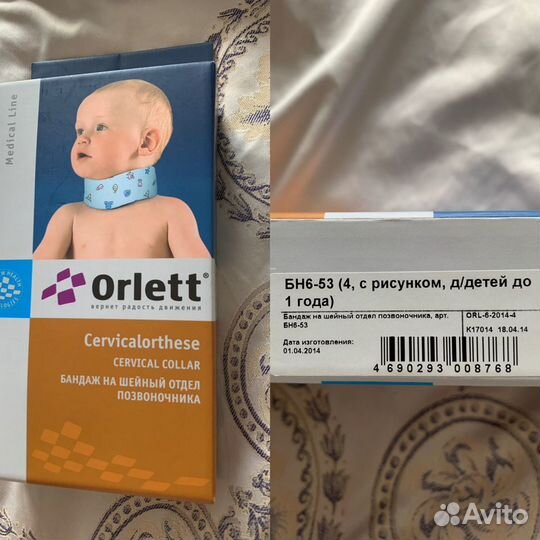 Medical Line
Orlett®
вернет радость движения
Cervicalorthese
CERVICAL COLLAR
БАНДАЖ НА ШЕЙНЫЙ ОТДЕЛ
ПОЗВОНОЧНИКА
БН6-53 (4, с рисунком, д/детей до
1 года)
Бандаж на шейный отдел позвоночника, арт.
БН6-53
ORL-6-2014-4
K17014 18.04.14
Дата изготовления:
01.04.2014
4 690293 008768
Avito